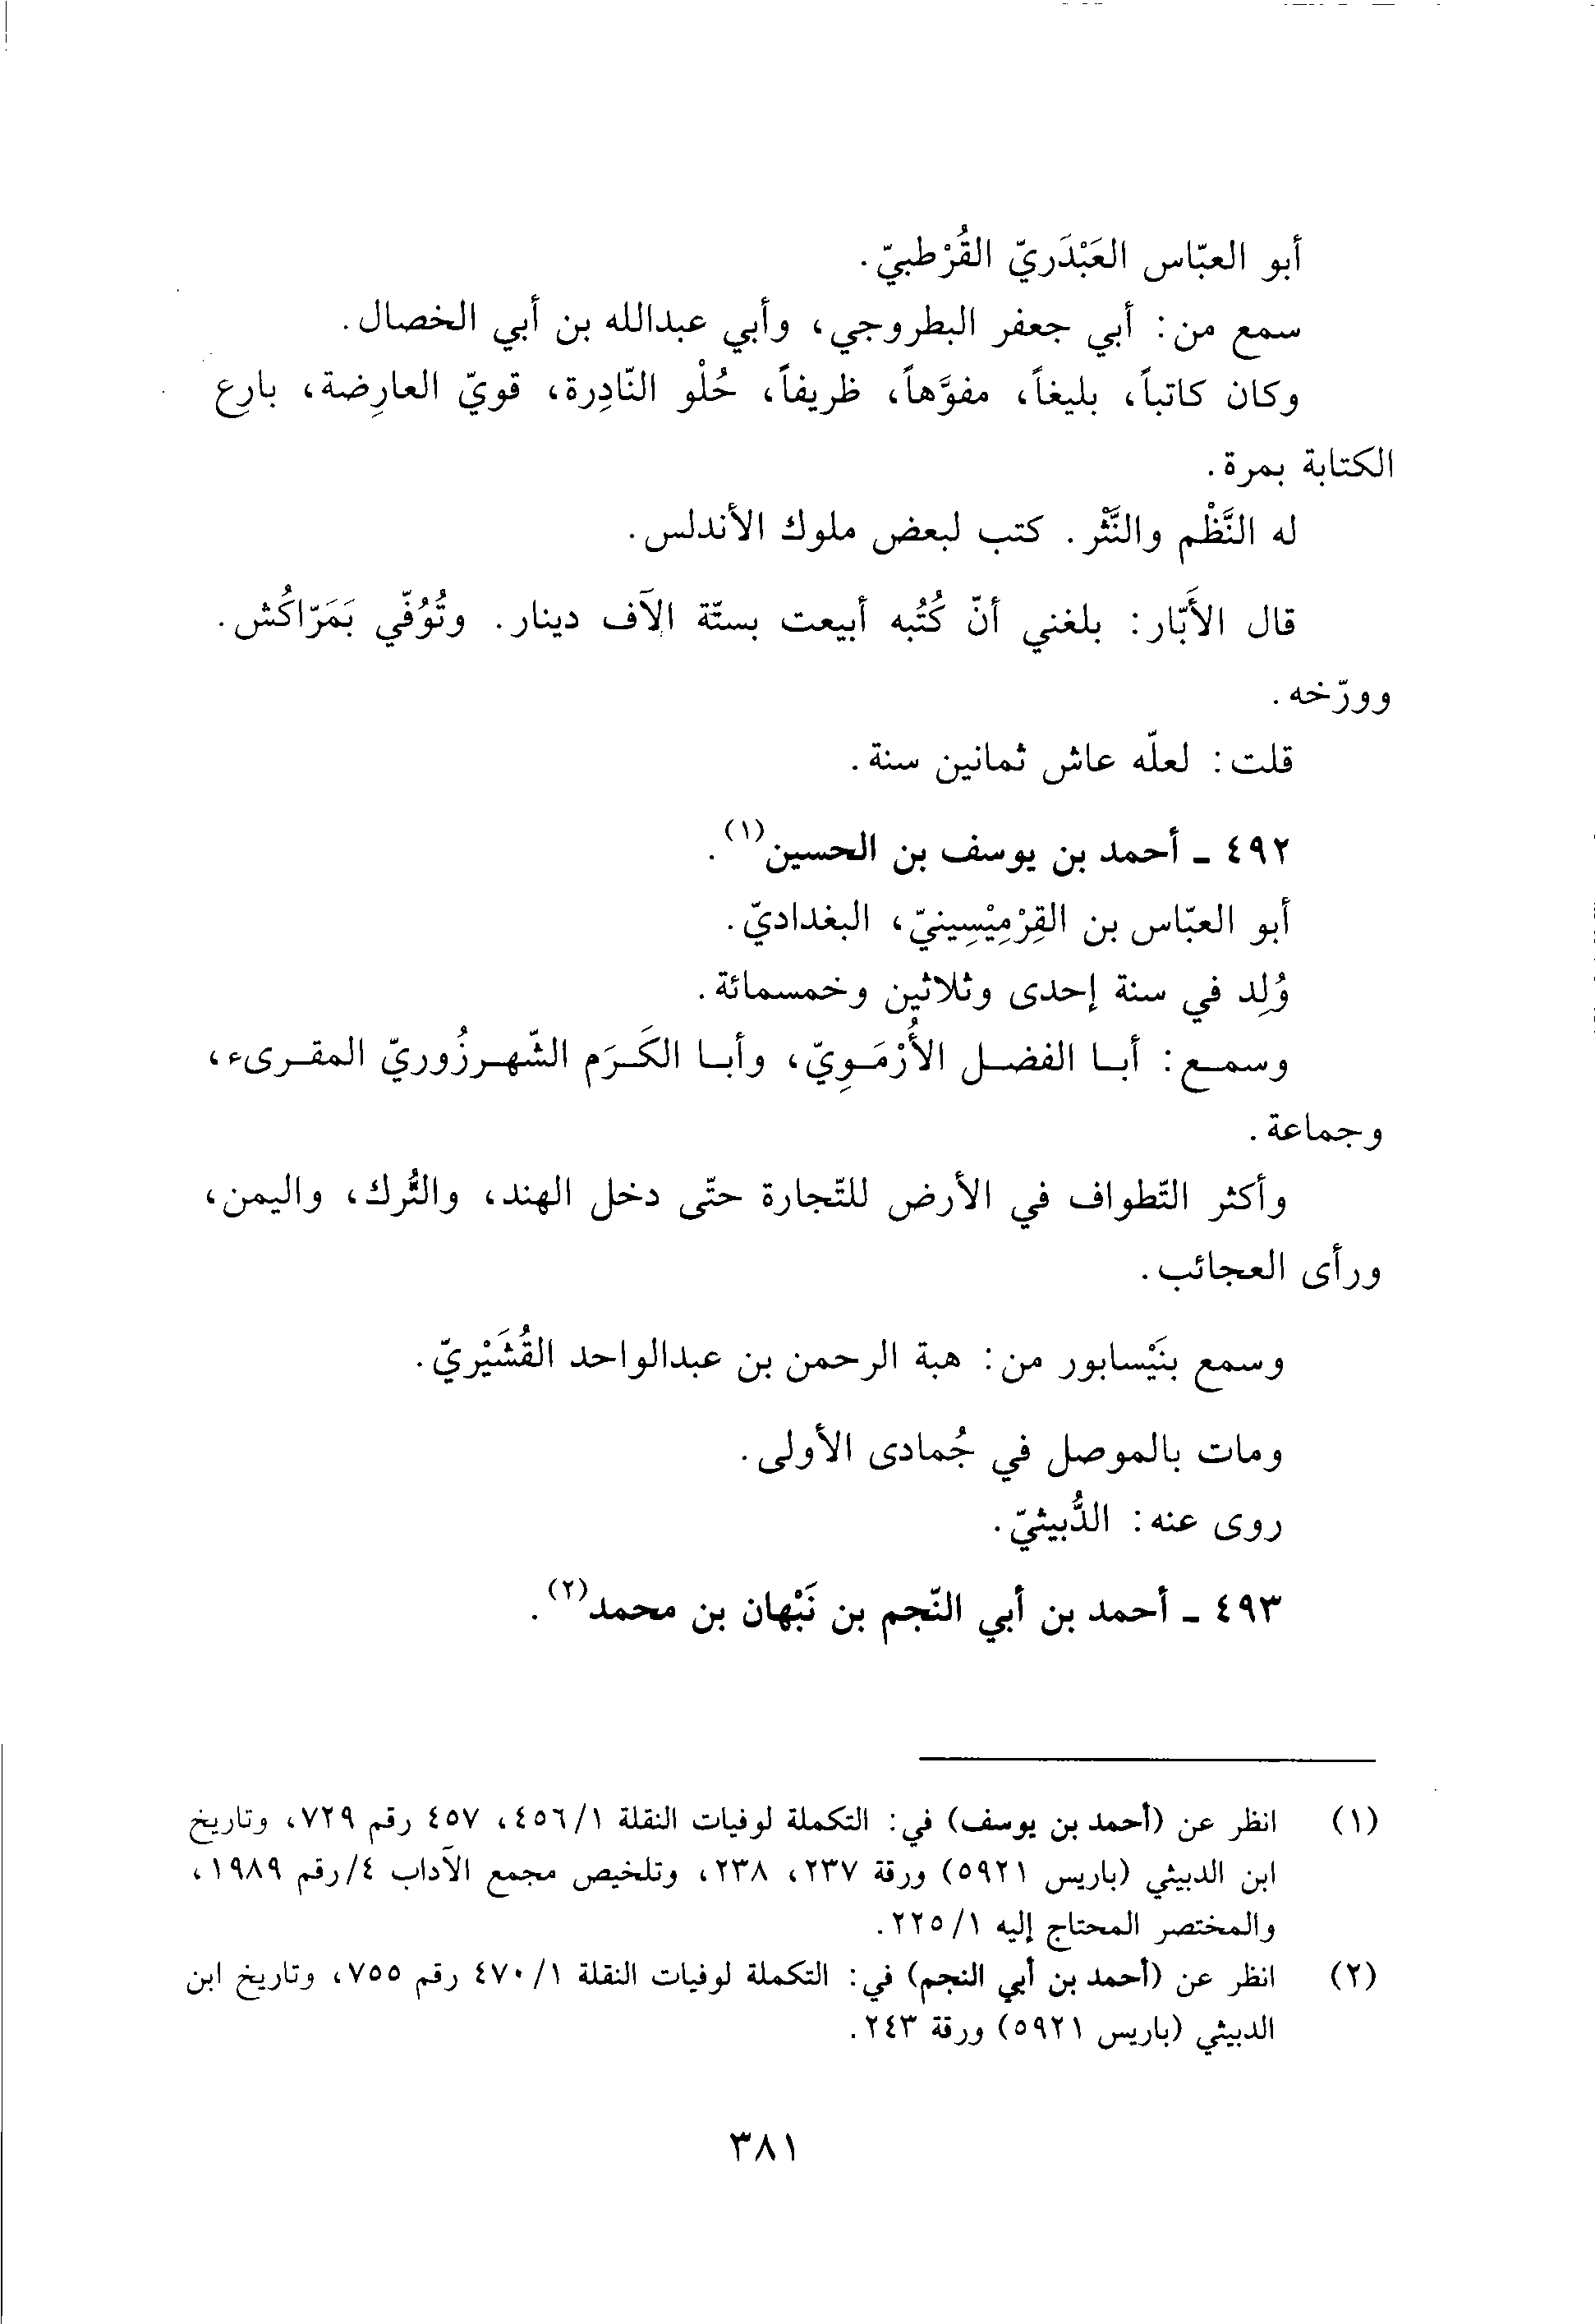 أبو العبّاس العَبْدَريّ القُرْطبيّ.
سمع من: أبي جعفر البطروجي، وأبي عبدالله بن أبي الخصال.
وكان كاتباً، بليغاً، مفوَّهاً، ظريفاً، حُلْو النّادِرة، قويّ العارِضة، بارع
الكتابة بمرة.
له النَّظْم والنَّثْر. كتب لبعض ملوك الأندلس.
قال الأَبّار: بلغني أنّ كُتُبه أبيعت بستّة آلاف دينار. وتُوُفّي بَمَرّاكُش.
وورّخه.
قلت: لعلّه عاش ثمانين سنة.
٤٩٢ ـ أحمد بن يوسف بن الحسين(١).
أبو العبّاس بن القِرْمِيْسِينيّ، البغداديّ.
وُلِد في سنة إحدى وثلاثين وخمسمائة.
وسمع: أبا الفضل الأُرْمَوِيّ، وأبا الكَرَم الشّهرزُوريّ المقرىء،
وجماعة.
وأكثر التّطواف في الأرض للتّجارة حتّى دخل الهند، والتُّرك، واليمن،
ورأى العجائب.
وسمع بنَيْسابور من: هبة الرحمن بن عبدالواحد القُشَيْريّ.
ومات بالموصل في جُمادى الأولى.
روى عنه: الدُّبيثيّ.
٤٩٣ ـ أحمد بن أبي النّجم بن نَبْهان بن محمد(٢).
(١) انظر عن (أحمد بن يوسف) في: التكملة لوفيات النقلة ٤٥٦/١، ٤٥٧ رقم ٧٢٩، وتاريخ
ابن الدبيثي (باريس ٥٩٢١) ورقة ٢٣٧، ٢٣٨، وتلخيص مجمع الآداب ٤/رقم ١٩٨٩،
والمختصر المحتاج إليه ٢٢٥/١.
(٢) انظر عن (أحمد بن أبي النجم) في: التكملة لوفيات النقلة ٤٧٠/١ رقم ٧٥٥، وتاريخ ابن
الدبيثي (باريس ٥٩٢١) ورقة ٢٤٣.
٣٨١